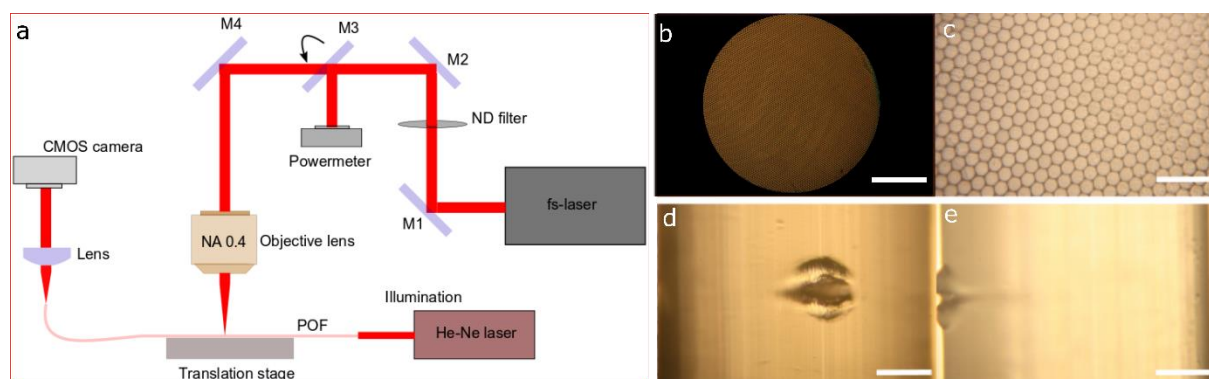 a
M4
M3
M2
ND filter
CMOS camera
Powermeter
fs-laser
M1
NA 0.4
Objective lens
Lens
Illumination
POF
He-Ne laser
Translation stage
b
c
d
e